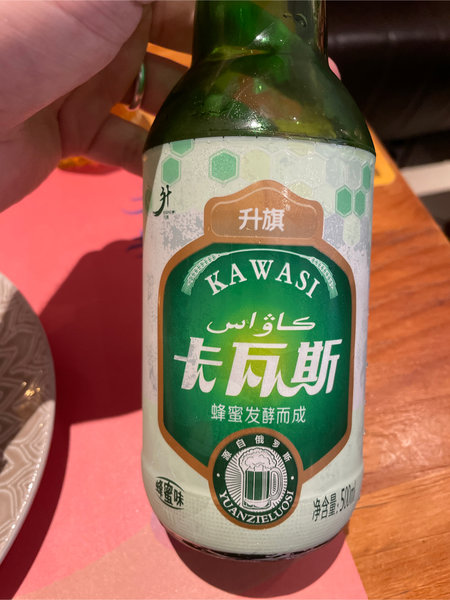 升
升旗
KAWASI
كاۋاس
卡瓦斯
蜂蜜发酵而成
源自俄罗斯
YUANZIELUOSI
蜂蜜味
净含量:500ml